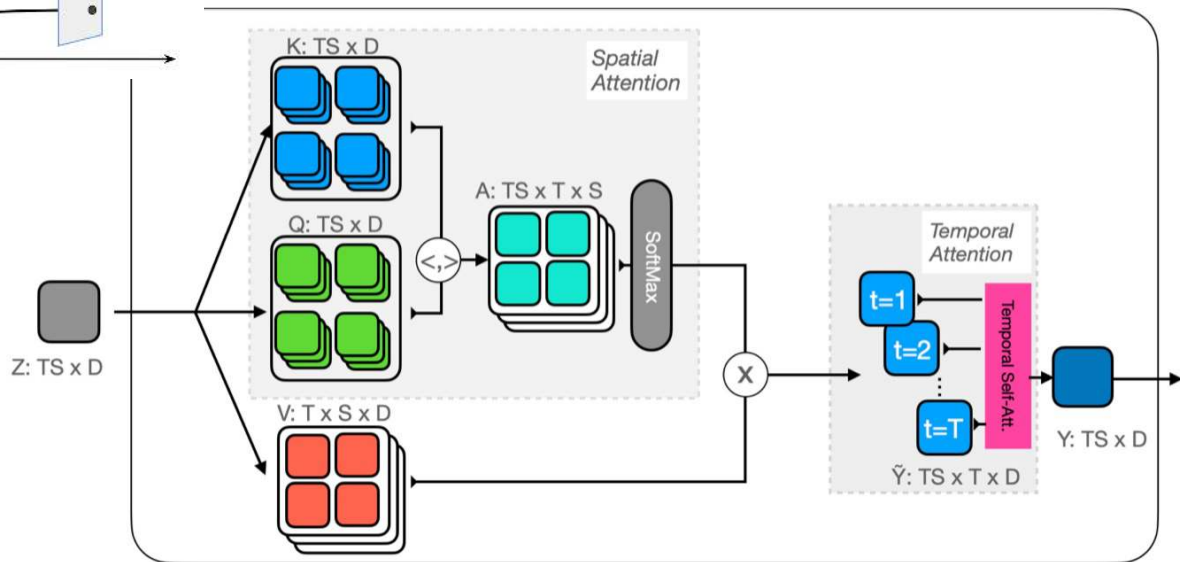 K: TS x D
Spatial
Attention
Q: TS x D
A: TS x T x S
<,>
SoftMax
Z: TS x D
V: T x S x D
X
Temporal
Attention
t=1
t=2
t=T
Temporal Self-Att.
Ỹ: TS x T x D
Y: TS x D